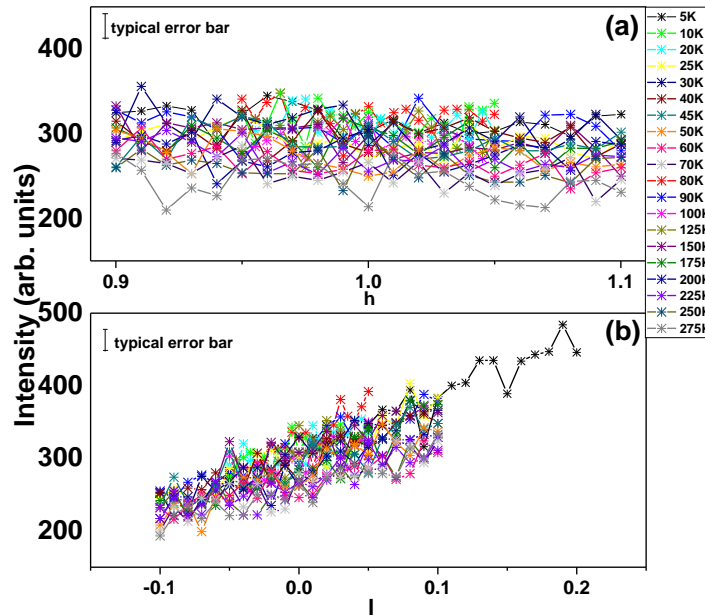 (a)
typical error bar
400
300
200
0.9
1.0
1.1
h
5K
10K
20K
25K
30K
40K
45K
50K
60K
70K
80K
90K
100K
125K
150K
175K
200K
225K
250K
275K
Intensity (arb. units)
(b)
typical error bar
500
400
300
200
-0.1
0.0
0.1
0.2
l